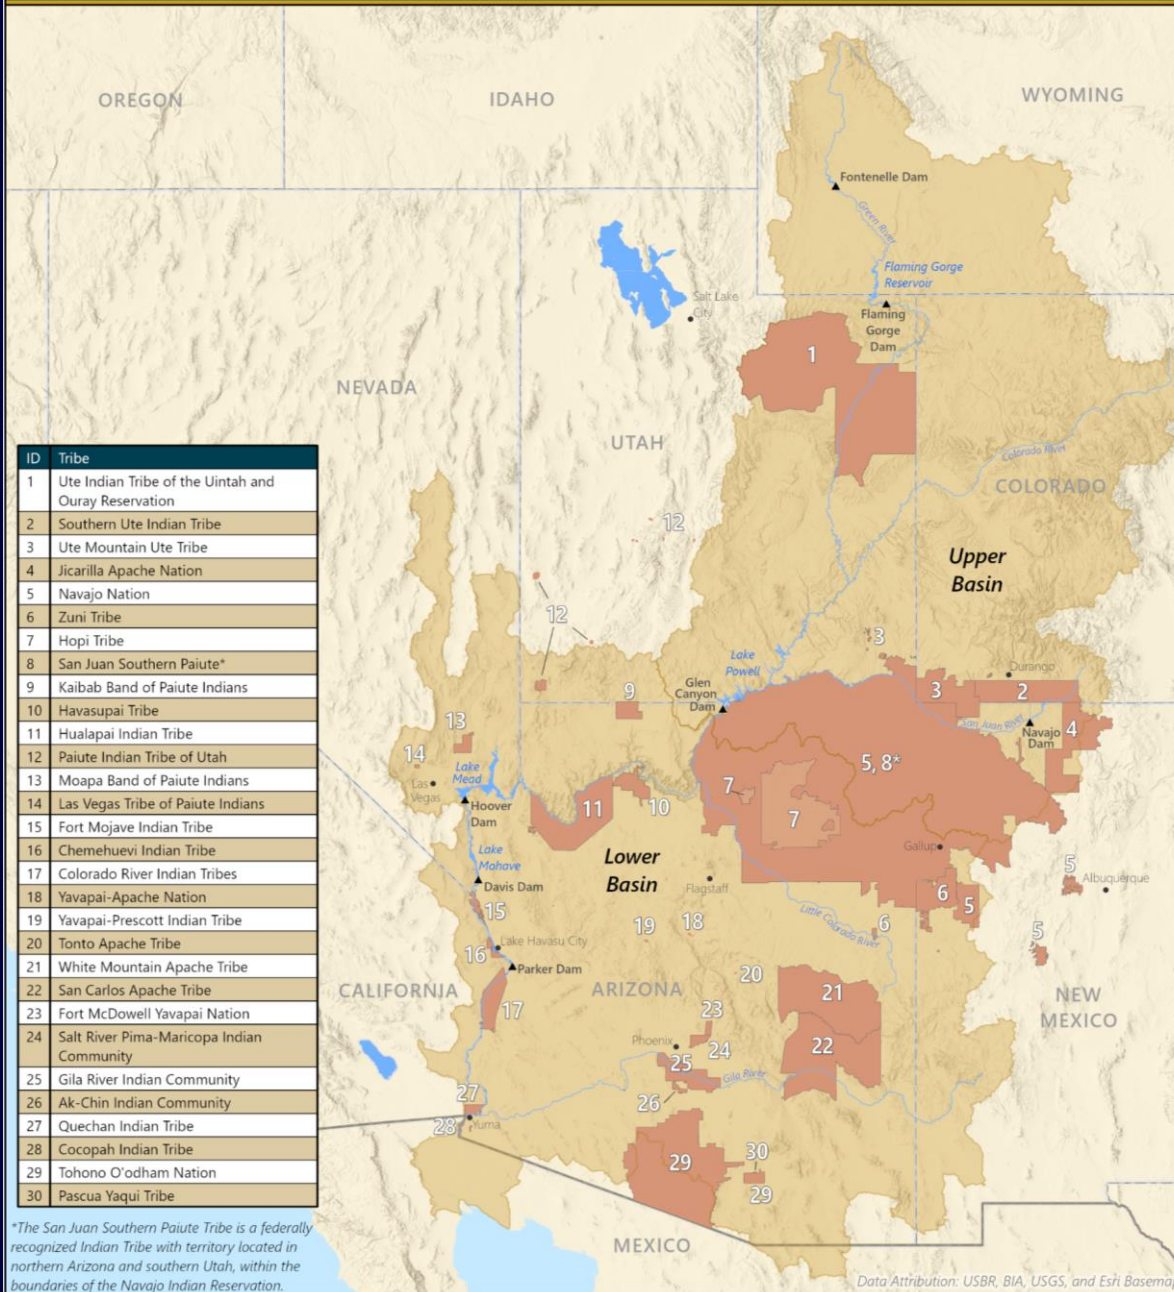 OREGON
IDAHO
WYOMING
Fontenelle Dam
Green River
Flaming Gorge
Reservoir
Salt Lake
City
Flaming
Gorge
Dam
1
NEVADA
UTAH
Colorado River
COLORADO
12
Upper
Basin
12
3
Lake
Powell
Durango
Glen
Canyon
Dam
9
3
2
San Juan River
4
Navajo
Dam
13
14
5, 8*
Lake
Mead
Las
Vegas
7
11
10
7
Hoover
Dam
Gallup
Lower
Basin
Lake
Mohave
5
Albuquerque
Davis Dam
Flagstaff
6
5
15
Little Colorado River
19
18
6
5
16
Lake Havasu City
Parker Dam
20
CALIFORNIA
ARIZONA
21
NEW
MEXICO
17
23
Phoenix
24
22
25
Gila River
26
27
28
Yuma
30
29
29
MEXICO
ID Tribe
1 Ute Indian Tribe of the Uintah and
Ouray Reservation
2 Southern Ute Indian Tribe
3 Ute Mountain Ute Tribe
4 Jicarilla Apache Nation
5 Navajo Nation
6 Zuni Tribe
7 Hopi Tribe
8 San Juan Southern Paiute*
9 Kaibab Band of Paiute Indians
10 Havasupai Tribe
11 Hualapai Indian Tribe
12 Paiute Indian Tribe of Utah
13 Moapa Band of Paiute Indians
14 Las Vegas Tribe of Paiute Indians
15 Fort Mojave Indian Tribe
16 Chemehuevi Indian Tribe
17 Colorado River Indian Tribes
18 Yavapai-Apache Nation
19 Yavapai-Prescott Indian Tribe
20 Tonto Apache Tribe
21 White Mountain Apache Tribe
22 San Carlos Apache Tribe
23 Fort McDowell Yavapai Nation
24 Salt River Pima-Maricopa Indian
Community
25 Gila River Indian Community
26 Ak-Chin Indian Community
27 Quechan Indian Tribe
28 Cocopah Indian Tribe
29 Tohono O'odham Nation
30 Pascua Yaqui Tribe
*The San Juan Southern Paiute Tribe is a federally
recognized Indian Tribe with territory located in
northern Arizona and southern Utah, within the
boundaries of the Navajo Indian Reservation.
Data Attribution: USBR, BIA, USGS, and Esri Basema